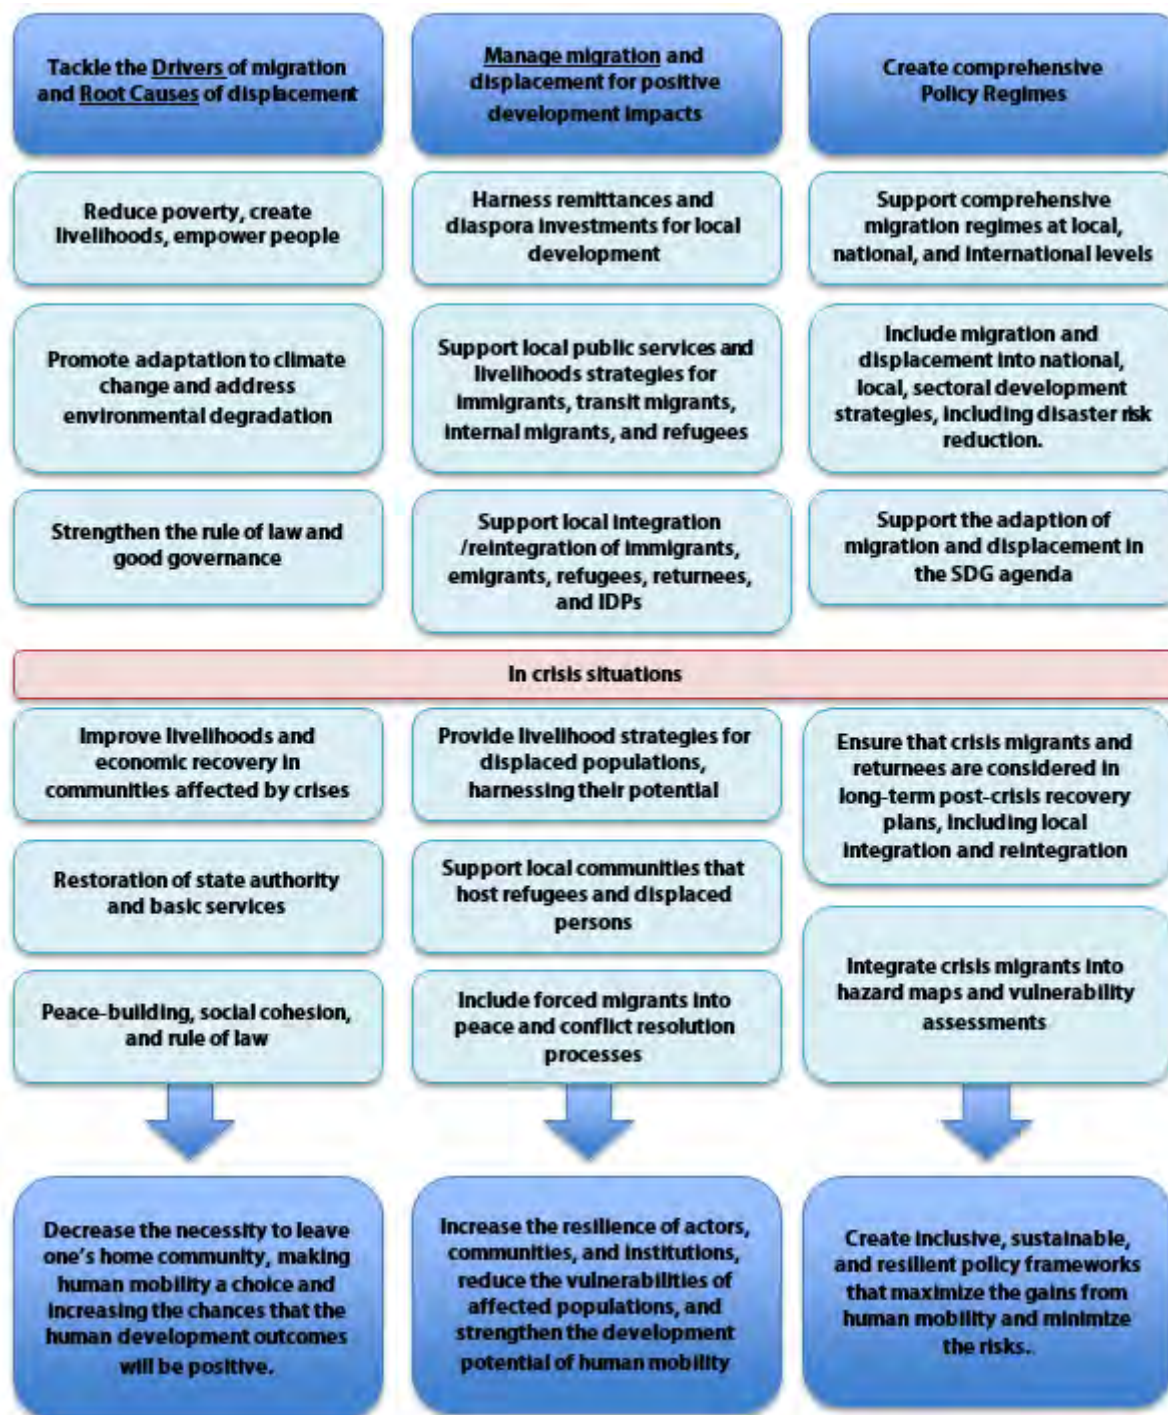 Tackle the Drivers of migration
and Root Causes of displacement
Manage migration and
displacement for positive
development impacts
Create comprehensive
Policy Regimes
Reduce poverty, create
livelihoods, empower people
Harness remittances and
diaspora investments for local
development
Support comprehensive
migration regimes at local,
national, and international levels
Promote adaptation to climate
change and address
environmental degradation
Support local public services and
livelihoods strategies for
immigrants, transit migrants,
internal migrants, and refugees
Include migration and
displacement into national,
local, sectoral development
strategies, including disaster risk
reduction.
Strengthen the rule of law and
good governance
Support local integration
/reintegration of immigrants,
emigrants, refugees, returnees,
and IDPs
Support the adaption of
migration and displacement in
the SDG agenda
In crisis situations
Improve livelihoods and
economic recovery in
communities affected by crises
Provide livelihood strategies for
displaced populations,
harnessing their potential
Ensure that crisis migrants and
returnees are considered in
long-term post-crisis recovery
plans, including local
integration and reintegration
Restoration of state authority
and basic services
Support local communities that
host refugees and displaced
persons
Integrate crisis migrants into
hazard maps and vulnerability
assessments
Peace-building, social cohesion,
and rule of law
Include forced migrants into
peace and conflict resolution
processes
Decrease the necessity to leave
one's home community, making
human mobility a choice and
increasing the chances that the
human development outcomes
will be positive.
Increase the resilience of actors,
communities, and institutions,
reduce the vulnerabilities of
affected populations, and
strengthen the development
potential of human mobility
Create inclusive, sustainable,
and resilient policy frameworks
that maximize the gains from
human mobility and minimize
the risks..